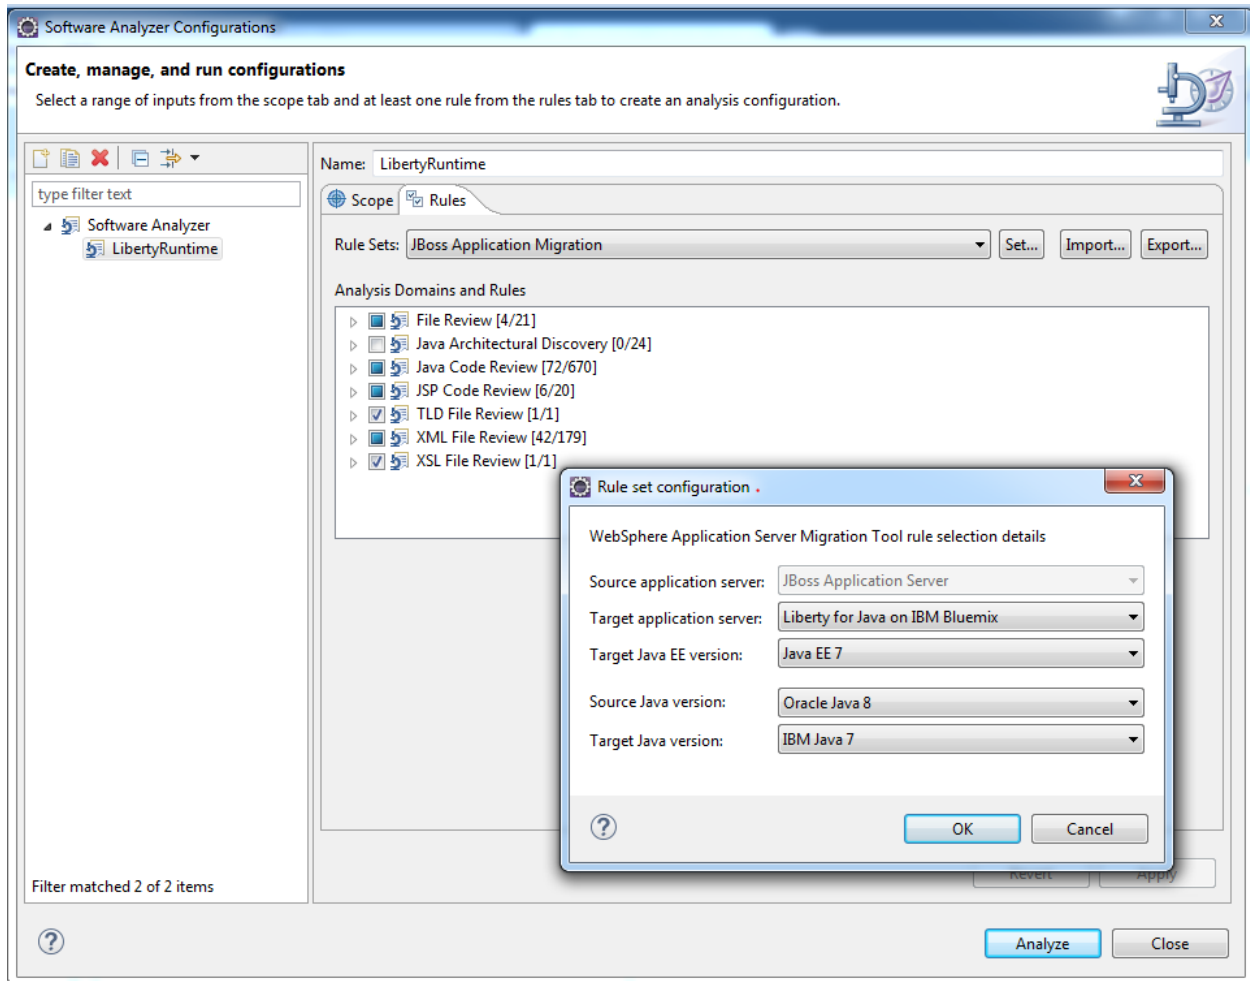 Software Analyzer Configurations
X
Create, manage, and run configurations
Select a range of inputs from the scope tab and at least one rule from the rules tab to create an analysis configuration.
type filter text
Software Analyzer
LibertyRuntime
Filter matched 2 of 2 items
Name: LibertyRuntime
Scope Rules
Rule Sets: JBoss Application Migration Set... Import... Export...
Analysis Domains and Rules
File Review [4/21]
Java Architectural Discovery [0/24]
Java Code Review [72/670]
JSP Code Review [6/20]
TLD File Review [1/1]
XML File Review [42/179]
XSL File Review [1/1]
Rule set configuration .
X
WebSphere Application Server Migration Tool rule selection details
Source application server: JBoss Application Server
Target application server: Liberty for Java on IBM Bluemix
Target Java EE version: Java EE 7
Source Java version: Oracle Java 8
Target Java version: IBM Java 7
? OK Cancel
Revert Apply
? Analyze Close